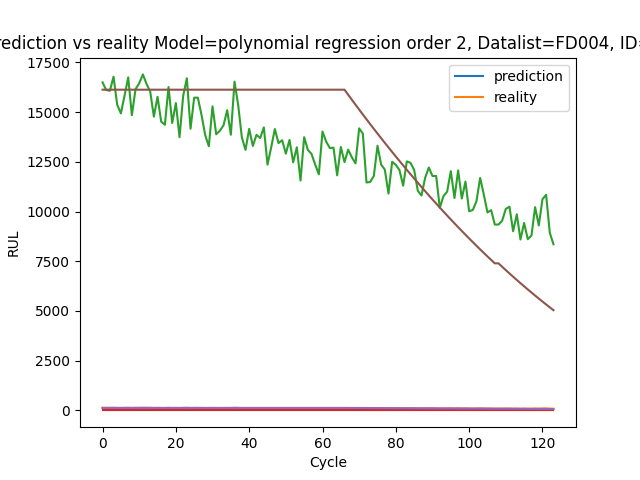 rediction vs reality Model=polynomial regression order 2, Datalist=FD004, ID=
17500
15000
12500
10000
7500
5000
2500
0
RUL
prediction
reality
0 20 40 60 80 100 120
Cycle